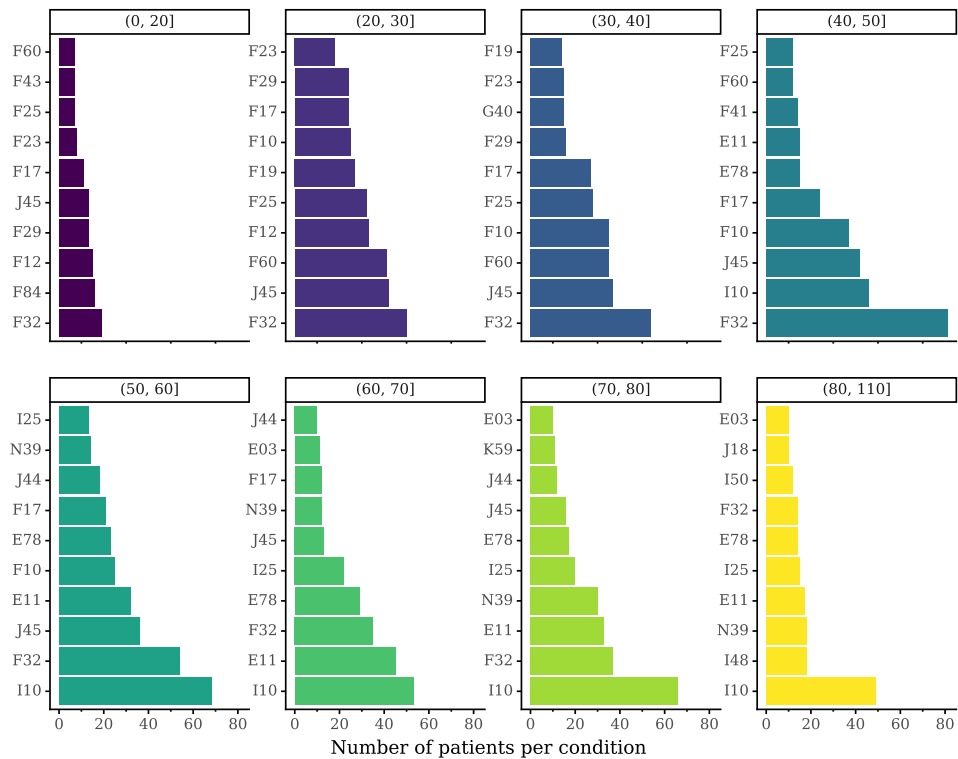 (0, 20]
F60
F43
F25
F23
F17
J45
F29
F12
F84
F32
(20, 30]
F23
F29
F17
F10
F19
F25
F12
F60
J45
F32
(30, 40]
F19
F23
G40
F29
F17
F25
F10
F60
J45
F32
(40, 50]
F25
F60
F41
E11
E78
F17
F10
J45
I10
F32
(50, 60]
I25
N39
J44
F17
E78
F10
E11
J45
F32
I10
0 20 40 60 80
(60, 70]
J44
E03
F17
N39
J45
I25
E78
F32
E11
I10
0 20 40 60 80
(70, 80]
E03
K59
J44
J45
E78
I25
N39
E11
F32
I10
0 20 40 60 80
(80, 110]
E03
J18
I50
F32
E78
I25
E11
N39
I48
I10
0 20 40 60 80
Number of patients per condition